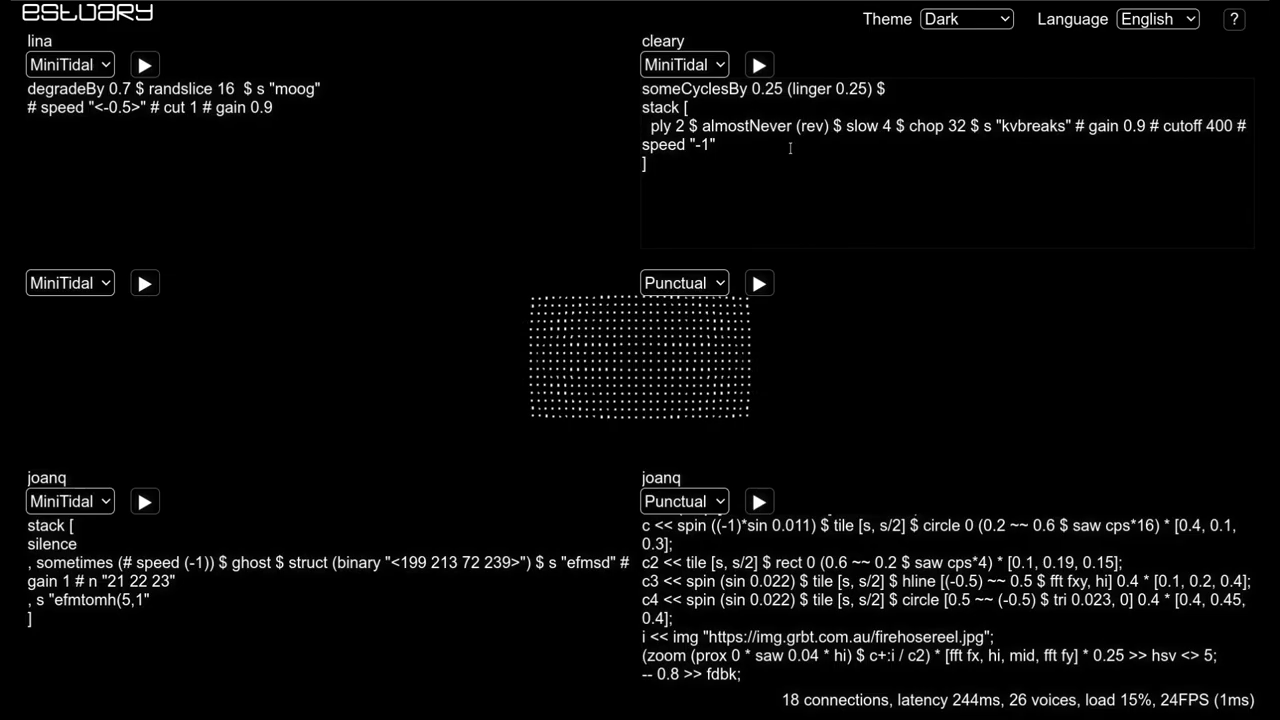 estuary
Theme Dark Language English ?
lina
MiniTidal
degradeBy 0.7 $ randslice 16  $ s "moog"
# speed "<-0.5>" # cut 1 # gain 0.9
cleary
MiniTidal
someCyclesBy 0.25 (linger 0.25) $
stack [
ply 2 $ almostNever (rev) $ slow 4 $ chop 32 $ s "kvbreaks" # gain 0.9 # cutoff 400 #
speed "-1"
]
MiniTidal
Punctual
joanq
MiniTidal
stack [
silence
, sometimes (# speed (-1)) $ ghost $ struct (binary "<199 213 72 239>") $ s "efmsd" #
gain 1 # n "21 22 23"
, s "efmtomh(5,1"
]
joanq
Punctual
c << spin ((-1)*sin 0.011) $ tile [s, s/2] $ circle 0 (0.2 ~~ 0.6 $ saw cps*16) * [0.4, 0.1,
0.3];
c2 << tile [s, s/2] $ rect 0 (0.6 ~~ 0.2 $ saw cps*4) * [0.1, 0.19, 0.15];
c3 << spin (sin 0.022) $ tile [s, s/2] $ hline [(-0.5) ~~ 0.5 $ fft fxy, hi] 0.4 * [0.1, 0.2, 0.4];
c4 << spin (sin 0.022) $ tile [s, s/2] $ circle [0.5 ~~ (-0.5) $ tri 0.023, 0] 0.4 * [0.4, 0.45,
0.4];
i << img "https://img.grbt.com.au/firehosereel.jpg";
(zoom (prox 0 * saw 0.04 * hi) $ c+:i / c2) * [fft fx, hi, mid, fft fy] * 0.25 >> hsv <> 5;
-- 0.8 >> fdbk;
18 connections, latency 244ms, 26 voices, load 15%, 24FPS (1ms)